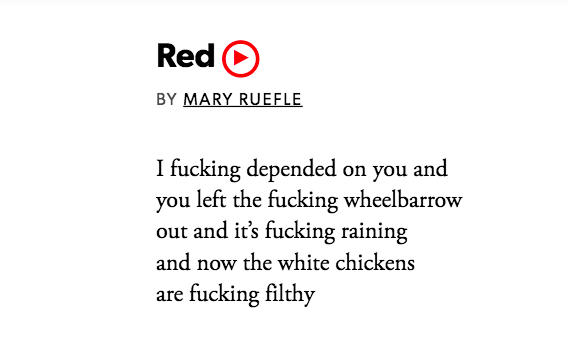 Red
BY MARY RUEFLE
I fucking depended on you and
you left the fucking wheelbarrow
out and it’s fucking raining
and now the white chickens
are fucking filthy